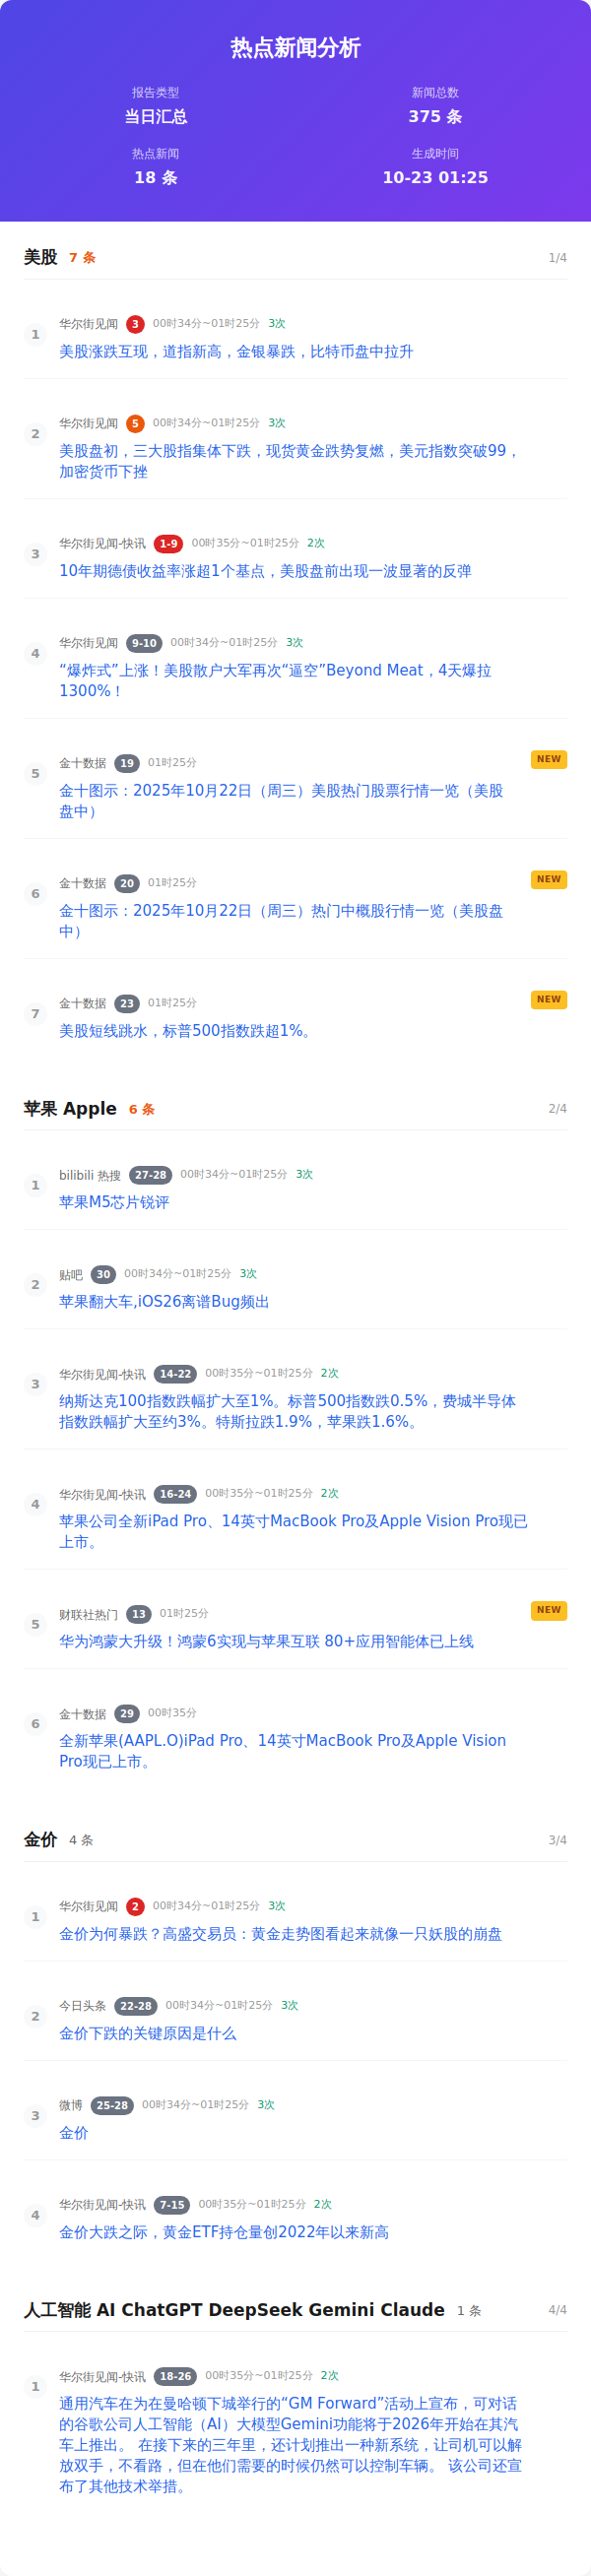 热点新闻分析
报告类型
新闻总数
当日汇总
375 条
热点新闻
生成时间
18 条
10-23 01:25
美股 7 条 1/4
1
华尔街见闻 3 00时34分~01时25分 3次
美股涨跌互现，道指新高，金银暴跌，比特币盘中拉升
2
华尔街见闻 5 00时34分~01时25分 3次
美股盘初，三大股指集体下跌，现货黄金跌势复燃，美元指数突破99，
加密货币下挫
3
华尔街见闻-快讯 1-9 00时35分~01时25分 2次
10年期德债收益率涨超1个基点，美股盘前出现一波显著的反弹
4
华尔街见闻 9-10 00时34分~01时25分 3次
“爆炸式”上涨！美股散户大军再次“逼空”Beyond Meat，4天爆拉
1300%！
5
金十数据 19 01时25分 NEW
金十图示：2025年10月22日（周三）美股热门股票行情一览（美股
盘中）
6
金十数据 20 01时25分 NEW
金十图示：2025年10月22日（周三）热门中概股行情一览（美股盘
中）
7
金十数据 23 01时25分 NEW
美股短线跳水，标普500指数跌超1%。
苹果 Apple 6 条 2/4
1
bilibili 热搜 27-28 00时34分~01时25分 3次
苹果M5芯片锐评
2
贴吧 30 00时34分~01时25分 3次
苹果翻大车,iOS26离谱Bug频出
3
华尔街见闻-快讯 14-22 00时35分~01时25分 2次
纳斯达克100指数跌幅扩大至1%。标普500指数跌0.5%，费城半导体
指数跌幅扩大至约3%。特斯拉跌1.9%，苹果跌1.6%。
4
华尔街见闻-快讯 16-24 00时35分~01时25分 2次
苹果公司全新iPad Pro、14英寸MacBook Pro及Apple Vision Pro现已
上市。
5
财联社热门 13 01时25分 NEW
华为鸿蒙大升级！鸿蒙6实现与苹果互联 80+应用智能体已上线
6
金十数据 29 00时35分
全新苹果(AAPL.O)iPad Pro、14英寸MacBook Pro及Apple Vision
Pro现已上市。
金价 4 条 3/4
1
华尔街见闻 2 00时34分~01时25分 3次
金价为何暴跌？高盛交易员：黄金走势图看起来就像一只妖股的崩盘
2
今日头条 22-28 00时34分~01时25分 3次
金价下跌的关键原因是什么
3
微博 25-28 00时34分~01时25分 3次
金价
4
华尔街见闻-快讯 7-15 00时35分~01时25分 2次
金价大跌之际，黄金ETF持仓量创2022年以来新高
人工智能 AI ChatGPT DeepSeek Gemini Claude 1 条 4/4
1
华尔街见闻-快讯 18-26 00时35分~01时25分 2次
通用汽车在为在曼哈顿下城举行的“GM Forward”活动上宣布，可对话
的谷歌公司人工智能（AI）大模型Gemini功能将于2026年开始在其汽
车上推出。 在接下来的三年里，还计划推出一种新系统，让司机可以解
放双手，不看路，但在他们需要的时候仍然可以控制车辆。 该公司还宣
布了其他技术举措。